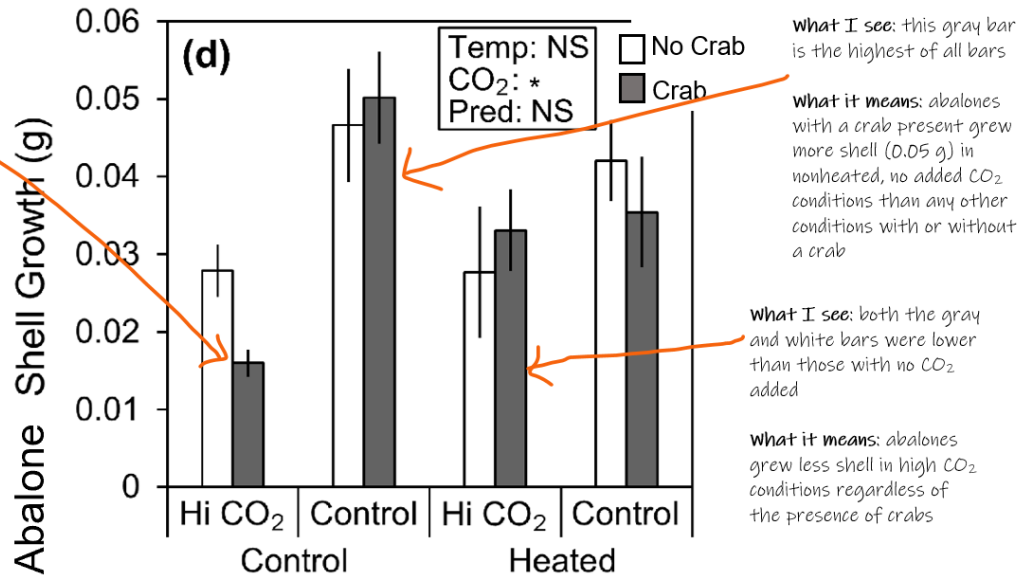 0.06
0.05
0.04
0.03
0.02
0.01
0
Abalone Shell Growth (g)
(d)
Temp: NS
CO₂: *
Pred: NS
No Crab
Crab
Hi CO₂
Control
Hi CO₂
Control
Control
Heated
What I see: this gray bar
is the highest of all bars
What it means: abalones
with a crab present grew
more shell (0.05 g) in
nonheated, no added CO₂
conditions than any other
conditions with or without
a crab
What I see: both the gray
and white bars were lower
than those with no CO₂
added
What it means: abalones
grew less shell in high CO₂
conditions regardless of
the presence of crabs